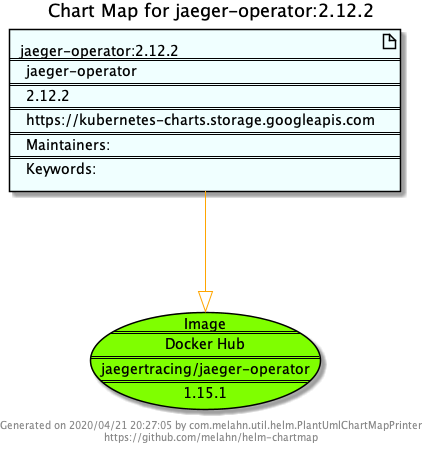 Chart Map for jaeger-operator:2.12.2
jaeger-operator:2.12.2
jaeger-operator
2.12.2
https://kubernetes-charts.storage.googleapis.com
Maintainers:
Keywords:
Image
Docker Hub
jaegertracing/jaeger-operator
1.15.1
Generated on 2020/04/21 20:27:05 by com.melahn.util.helm.PlantUmlChartMapPrinter
https://github.com/melahn/helm-chartmap